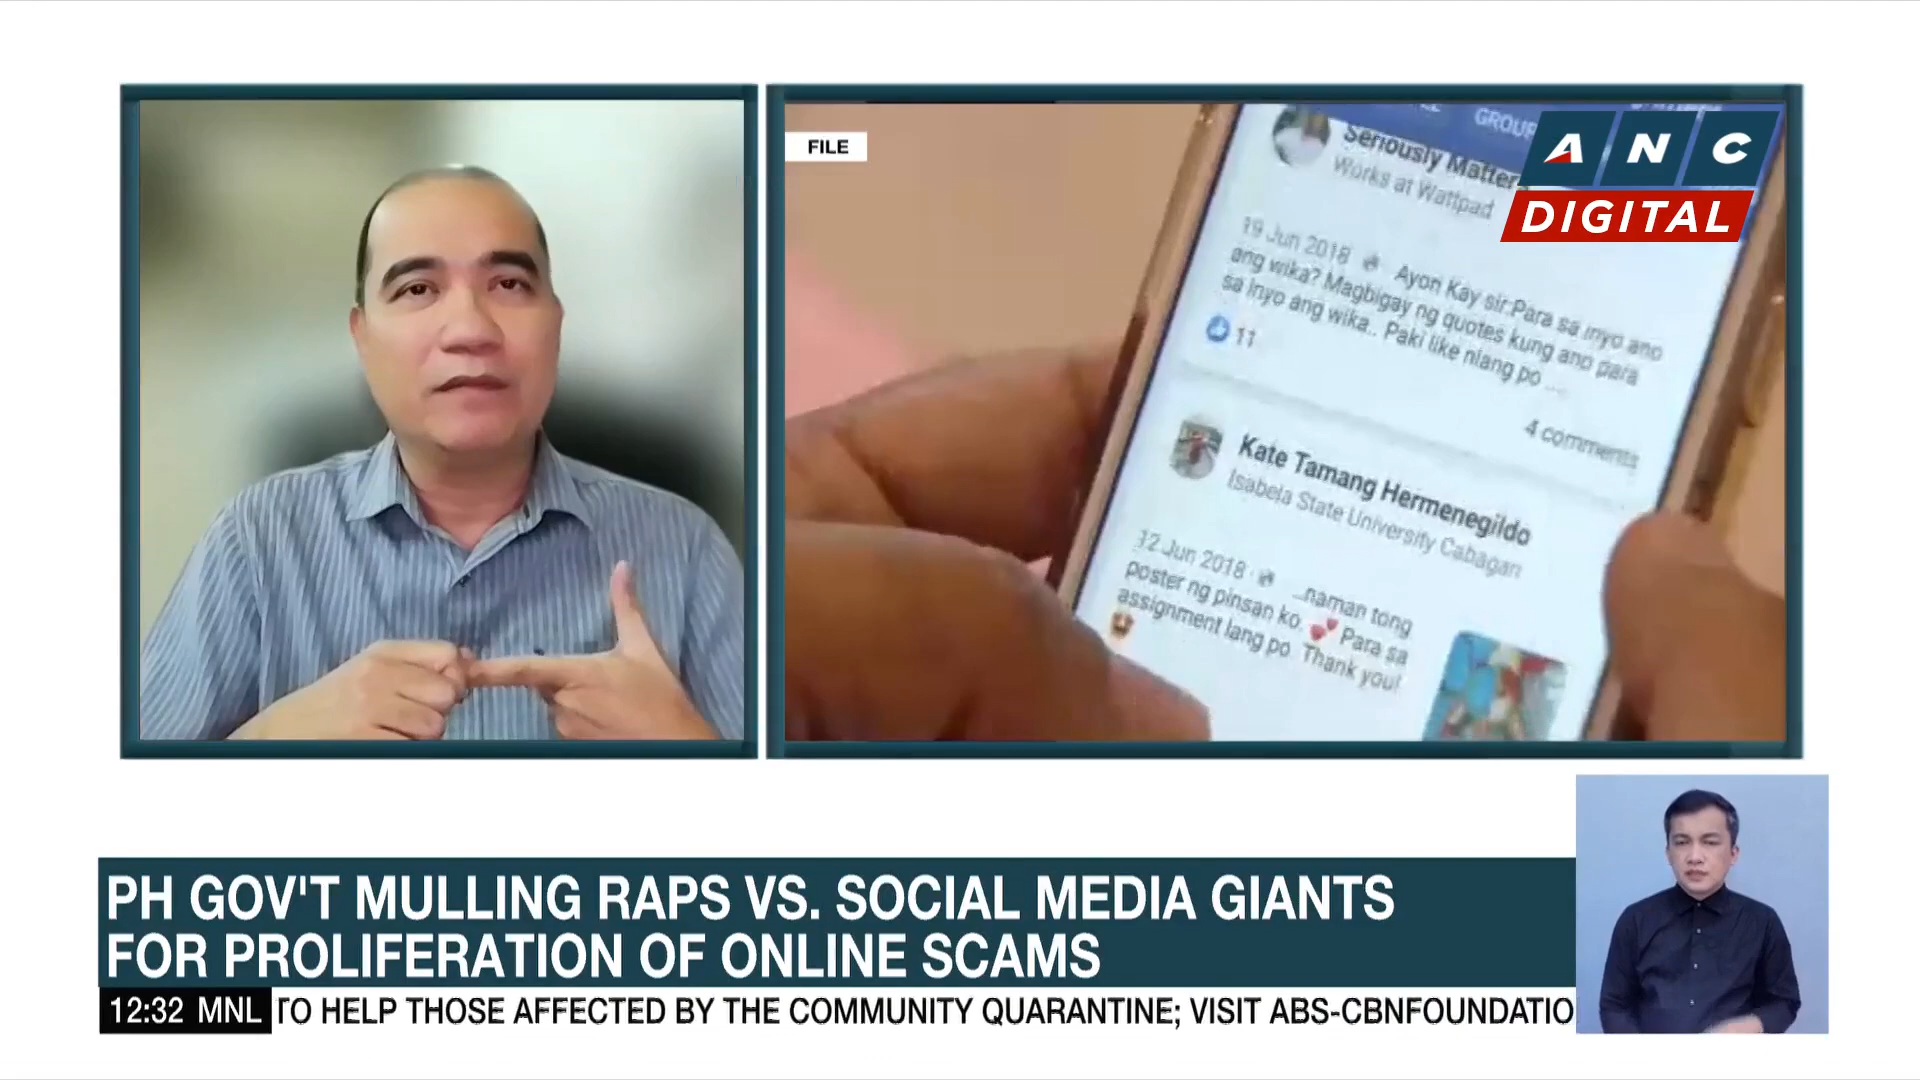 FILE
GROUP
ANC
DIGITAL
Seriously Matters
Works at Wattpad
19 Jun 2018 Ayon Kay sir:Para sa inyo ano
ang wika? Magbigay ng quotes kung ano para
sa inyo ang wika.. Paki like nlang po ....
11
4 comments
Kate Tamang Hermenegildo
Isabela State University Cabagan
12 Jun 2018 · ...naman tong
poster ng pinsan ko. 💕 Para sa
assignment lang po. Thank you!
🤩
PH GOV'T MULLING RAPS VS. SOCIAL MEDIA GIANTS
FOR PROLIFERATION OF ONLINE SCAMS
12:32 MNL TO HELP THOSE AFFECTED BY THE COMMUNITY QUARANTINE; VISIT ABS-CBNFOUNDATIO